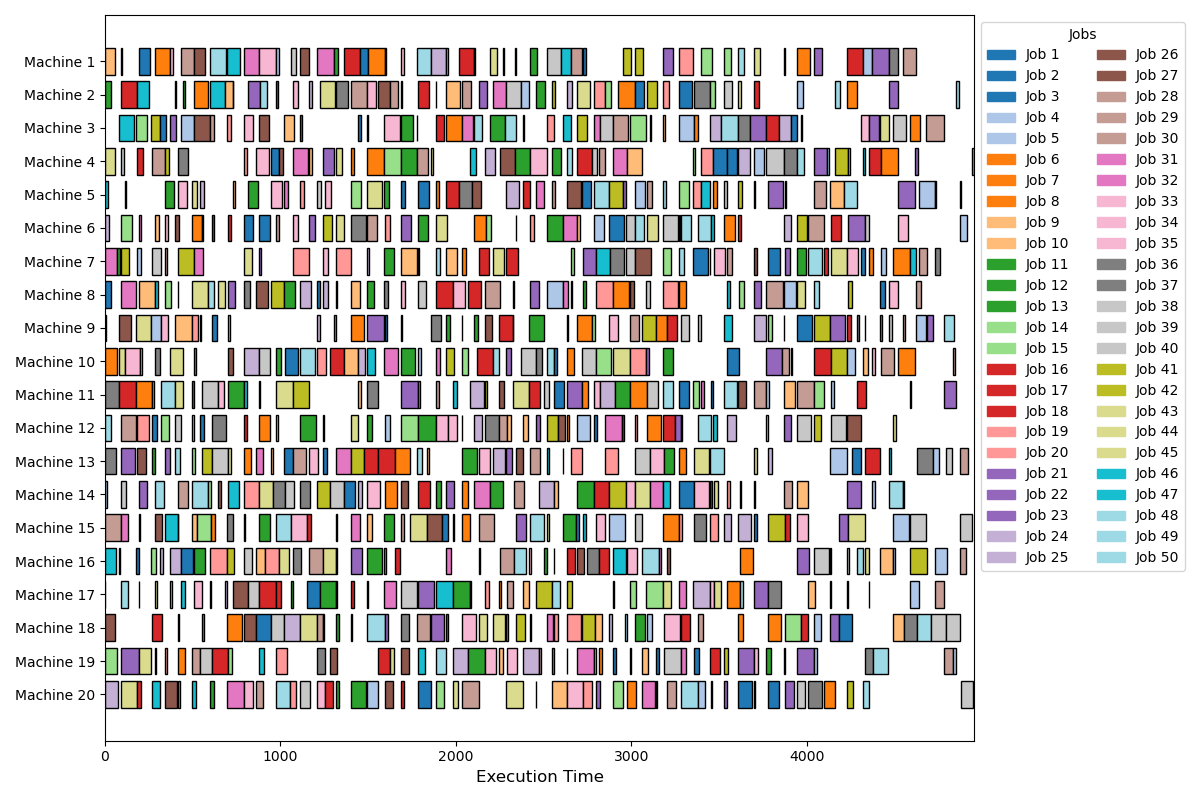 Machine 1
Machine 2
Machine 3
Machine 4
Machine 5
Machine 6
Machine 7
Machine 8
Machine 9
Machine 10
Machine 11
Machine 12
Machine 13
Machine 14
Machine 15
Machine 16
Machine 17
Machine 18
Machine 19
Machine 20
0 1000 2000 3000 4000
Execution Time
Jobs
Job 1 Job 26
Job 2 Job 27
Job 3 Job 28
Job 4 Job 29
Job 5 Job 30
Job 6 Job 31
Job 7 Job 32
Job 8 Job 33
Job 9 Job 34
Job 10 Job 35
Job 11 Job 36
Job 12 Job 37
Job 13 Job 38
Job 14 Job 39
Job 15 Job 40
Job 16 Job 41
Job 17 Job 42
Job 18 Job 43
Job 19 Job 44
Job 20 Job 45
Job 21 Job 46
Job 22 Job 47
Job 23 Job 48
Job 24 Job 49
Job 25 Job 50